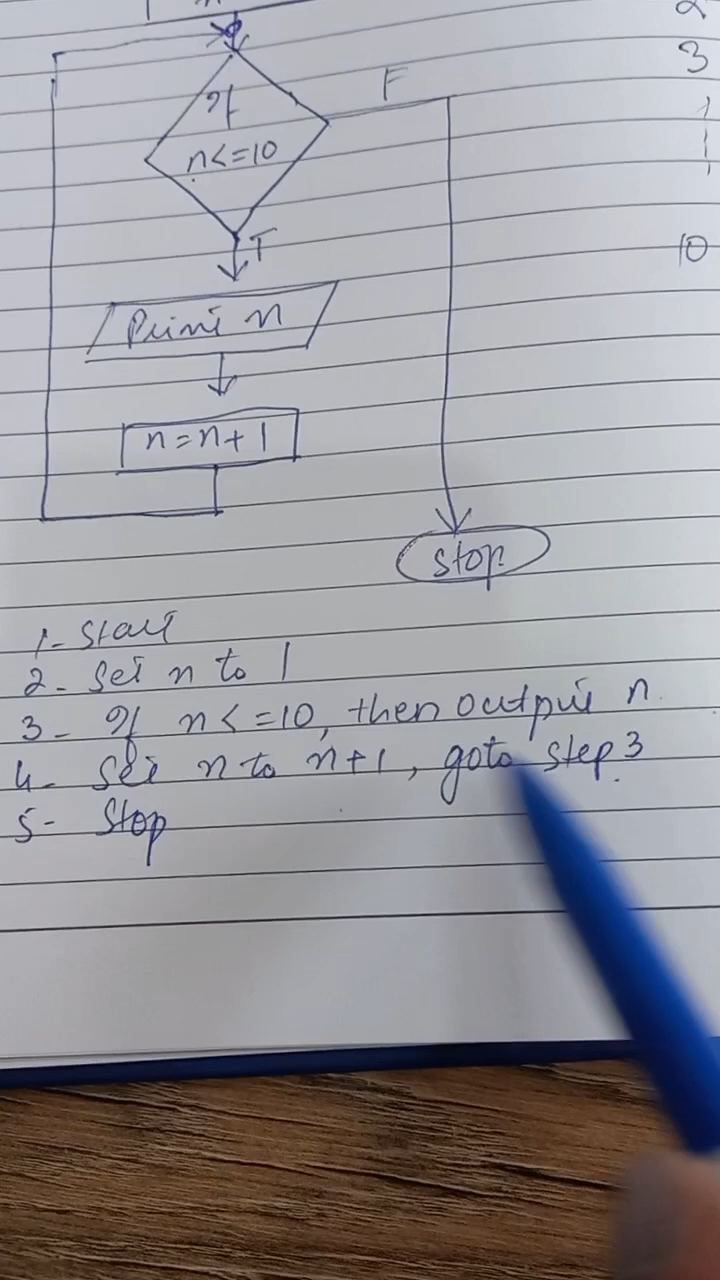 2
3
F
If
n<=10
10
T
Print n
n=n+1
stop
1- Start
2- Set n to 1
3- If n<=10, then output n.
4- Set n to n+1, goto step 3
5- Stop